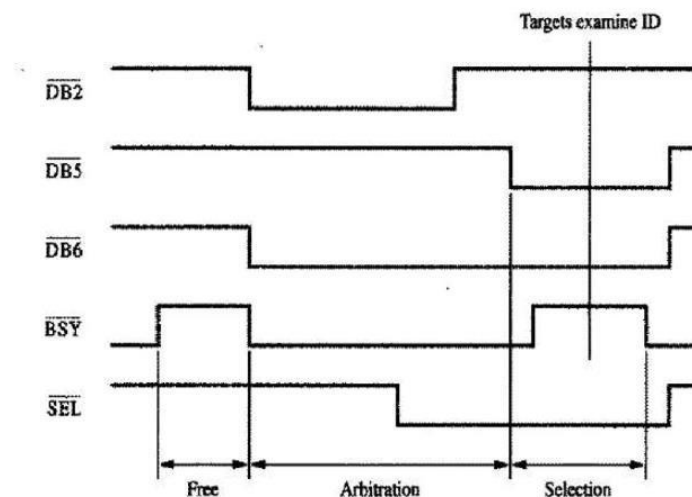 Targets examine ID
DB2
DB5
DB6
BSY
SEL
Free Arbitration Selection